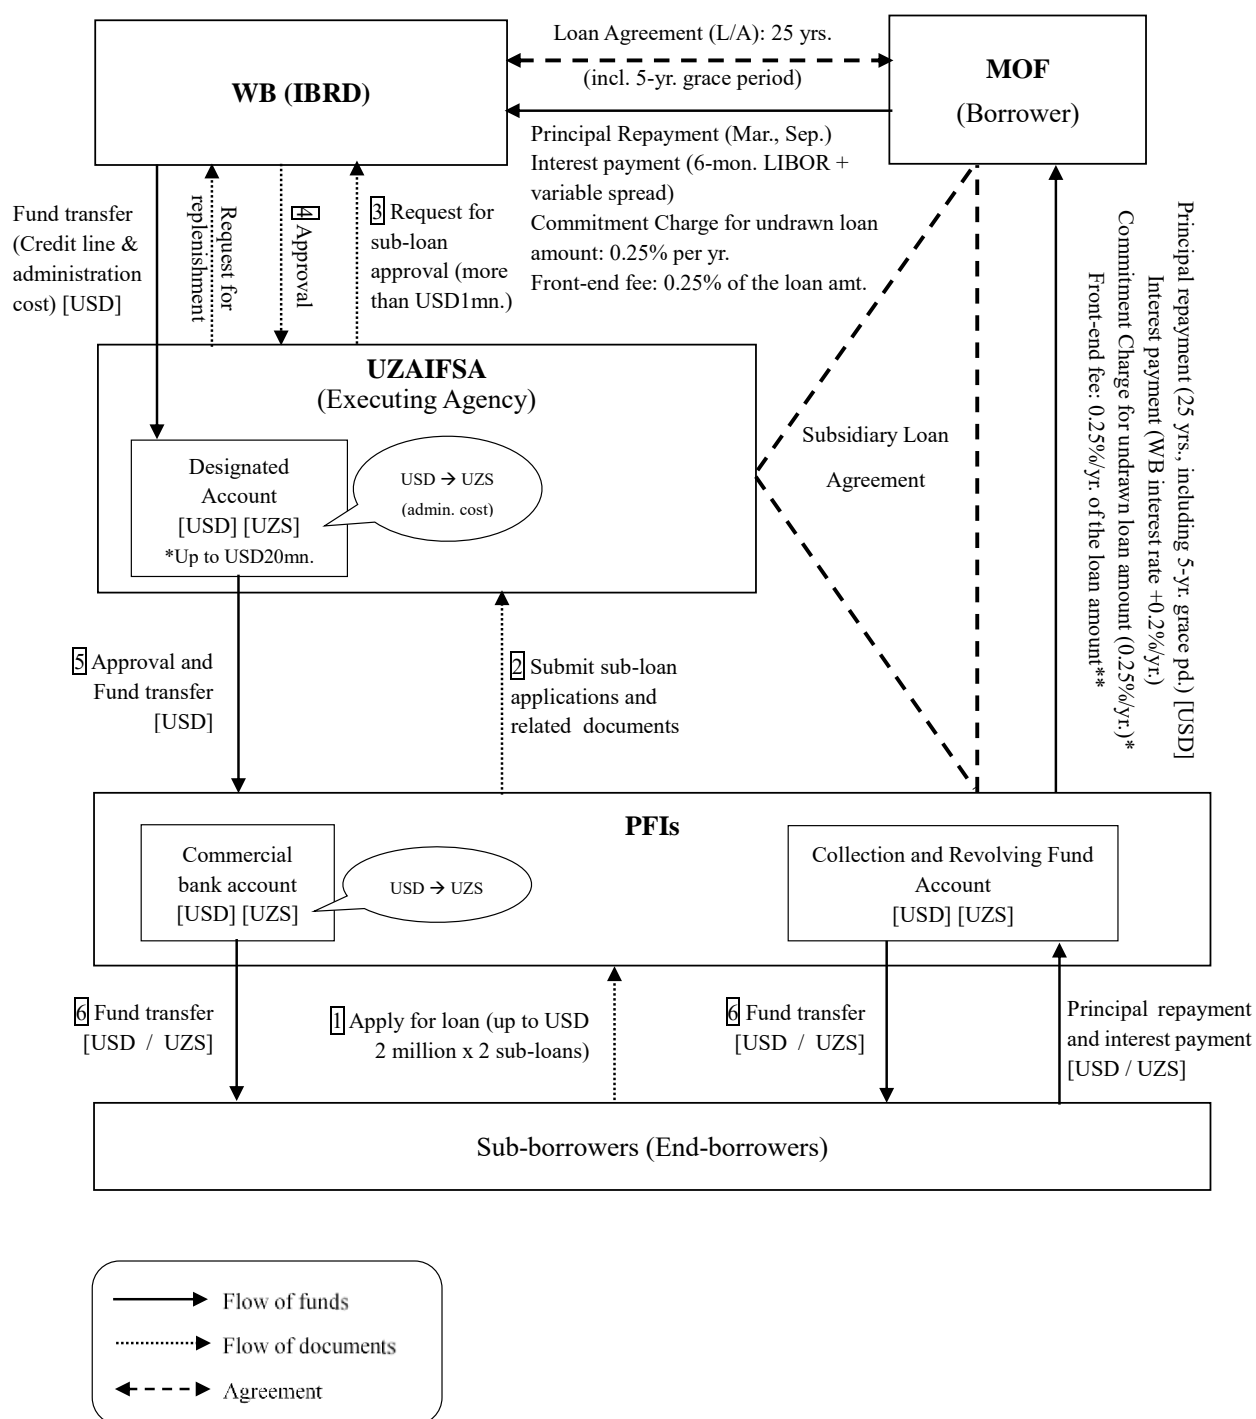 Loan Agreement (L/A): 25 yrs.
(incl. 5-yr. grace period)
WB (IBRD)
MOF
(Borrower)
Principal Repayment (Mar., Sep.)
Interest payment (6-mon. LIBOR +
variable spread)
Commitment Charge for undrawn loan
amount: 0.25% per yr.
Front-end fee: 0.25% of the loan amt.
Fund transfer
(Credit line &
administration
cost) [USD]
Request for
replenishment
4 Approval
3 Request for
sub-loan
approval (more
than USD1mn.)
Principal repayment (25 yrs., including 5-yr. grace pd.) [USD]
Interest payment (WB interest rate +0.2%/yr.)
Commitment Charge for undrawn loan amount (0.25%/yr.)*
Front-end fee: 0.25%/yr. of the loan amount**
UZAIFSA
(Executing Agency)
Designated
Account
[USD] [UZS]
*Up to USD20mn.
USD → UZS
(admin. cost)
Subsidiary Loan
Agreement
5 Approval and
Fund transfer
[USD]
2 Submit sub-loan
applications and
related documents
PFIs
Commercial
bank account
[USD] [UZS]
USD → UZS
Collection and Revolving Fund
Account
[USD] [UZS]
6 Fund transfer
[USD / UZS]
1 Apply for loan (up to USD
2 million x 2 sub-loans)
6 Fund transfer
[USD / UZS]
Principal repayment
and interest payment
[USD / UZS]
Sub-borrowers (End-borrowers)
Flow of funds
Flow of documents
Agreement